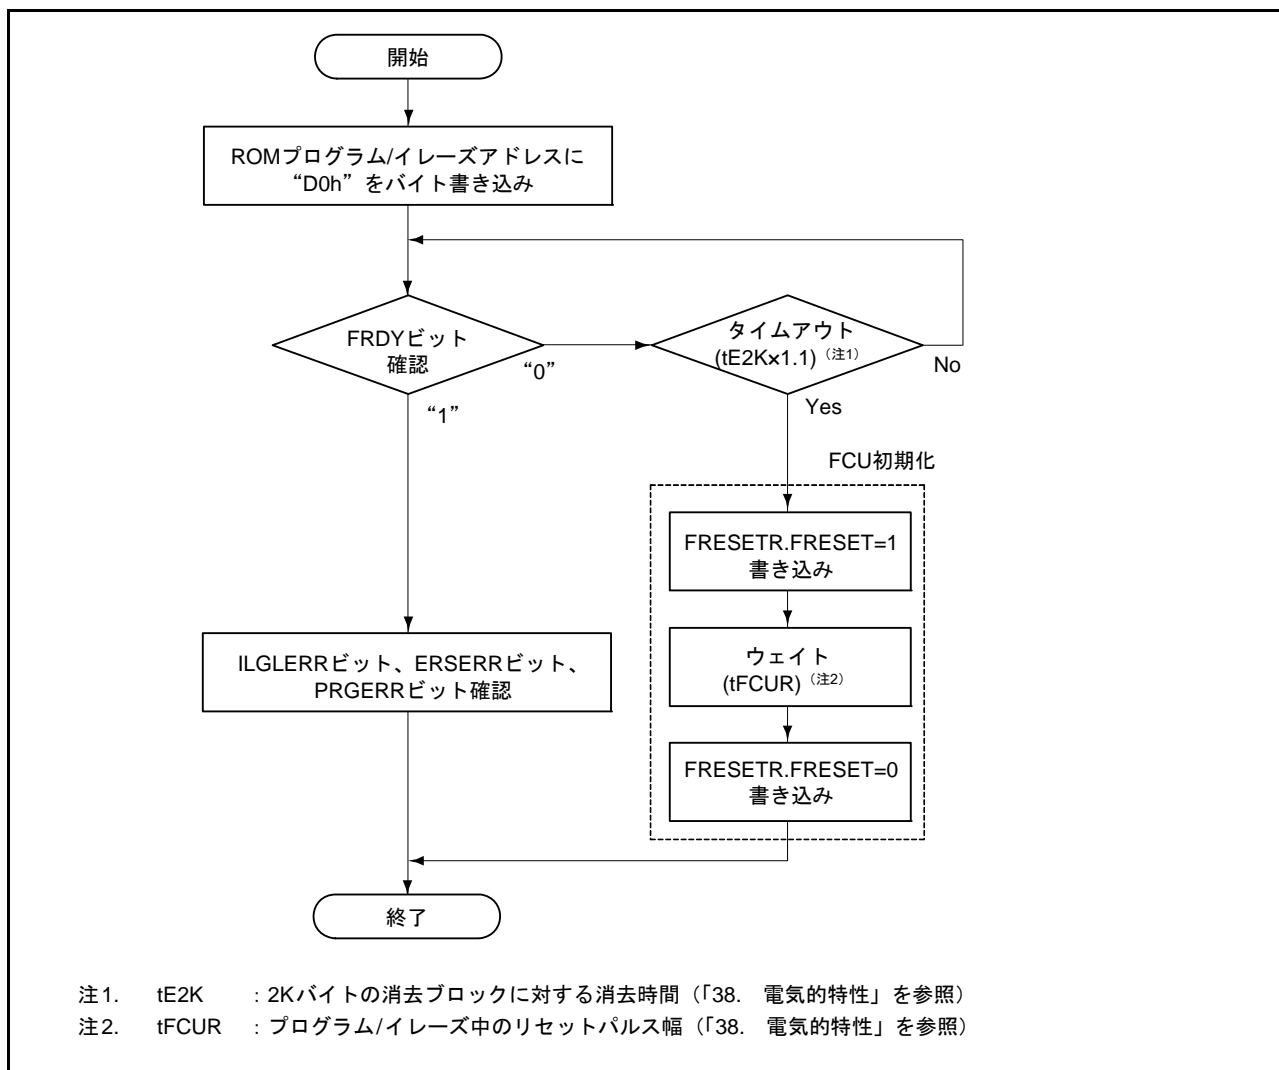 開始
ROMプログラム/イレーズアドレスに
“D0h”をバイト書き込み
FRDYビット
確認
“0”
“1”
タイムアウト
(tE2K×1.1)（注1）
No
Yes
FCU初期化
FRESETR.FRESET=1
書き込み
ウェイト
(tFCUR)（注2）
FRESETR.FRESET=0
書き込み
ILGLERRビット、ERSERRビット、
PRGERRビット確認
終了
注1. tE2K ：2Kバイトの消去ブロックに対する消去時間（「38. 電気的特性」を参照）
注2. tFCUR ：プログラム/イレーズ中のリセットパルス幅（「38. 電気的特性」を参照）